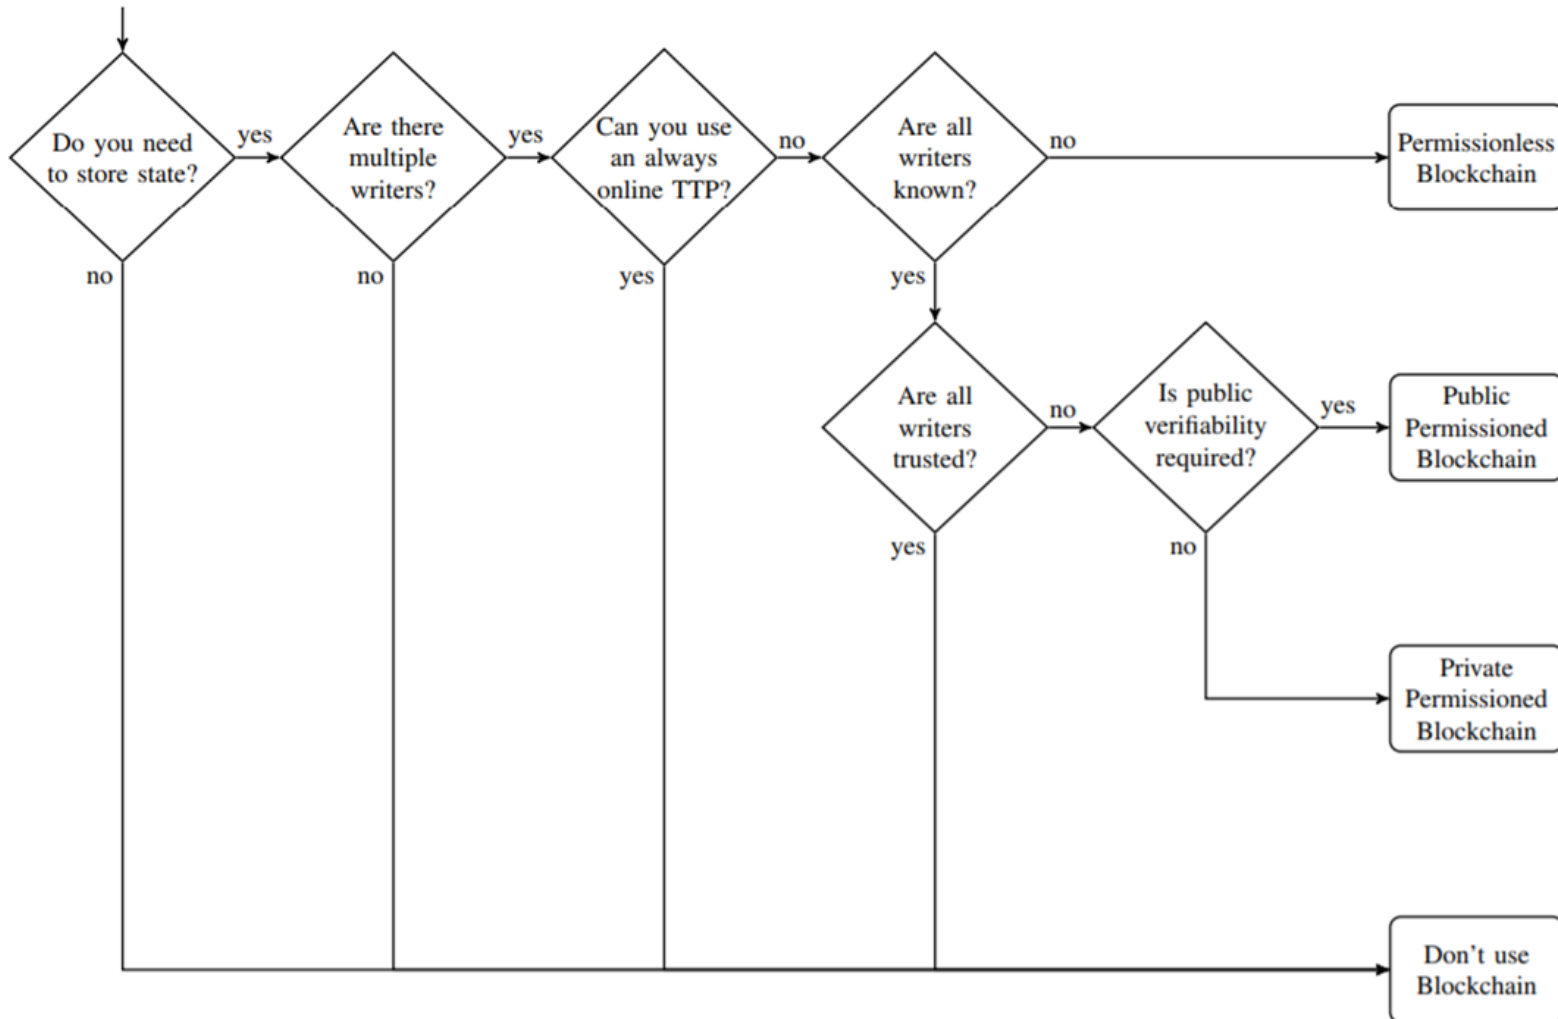 Do you need
to store state?
yes
no
Are there
multiple
writers?
yes
no
Can you use
an always
online TTP?
no
yes
Are all
writers
known?
no
yes
Permissionless
Blockchain
Are all
writers
trusted?
no
yes
Is public
verifiability
required?
yes
no
Public
Permissioned
Blockchain
Private
Permissioned
Blockchain
Don't use
Blockchain